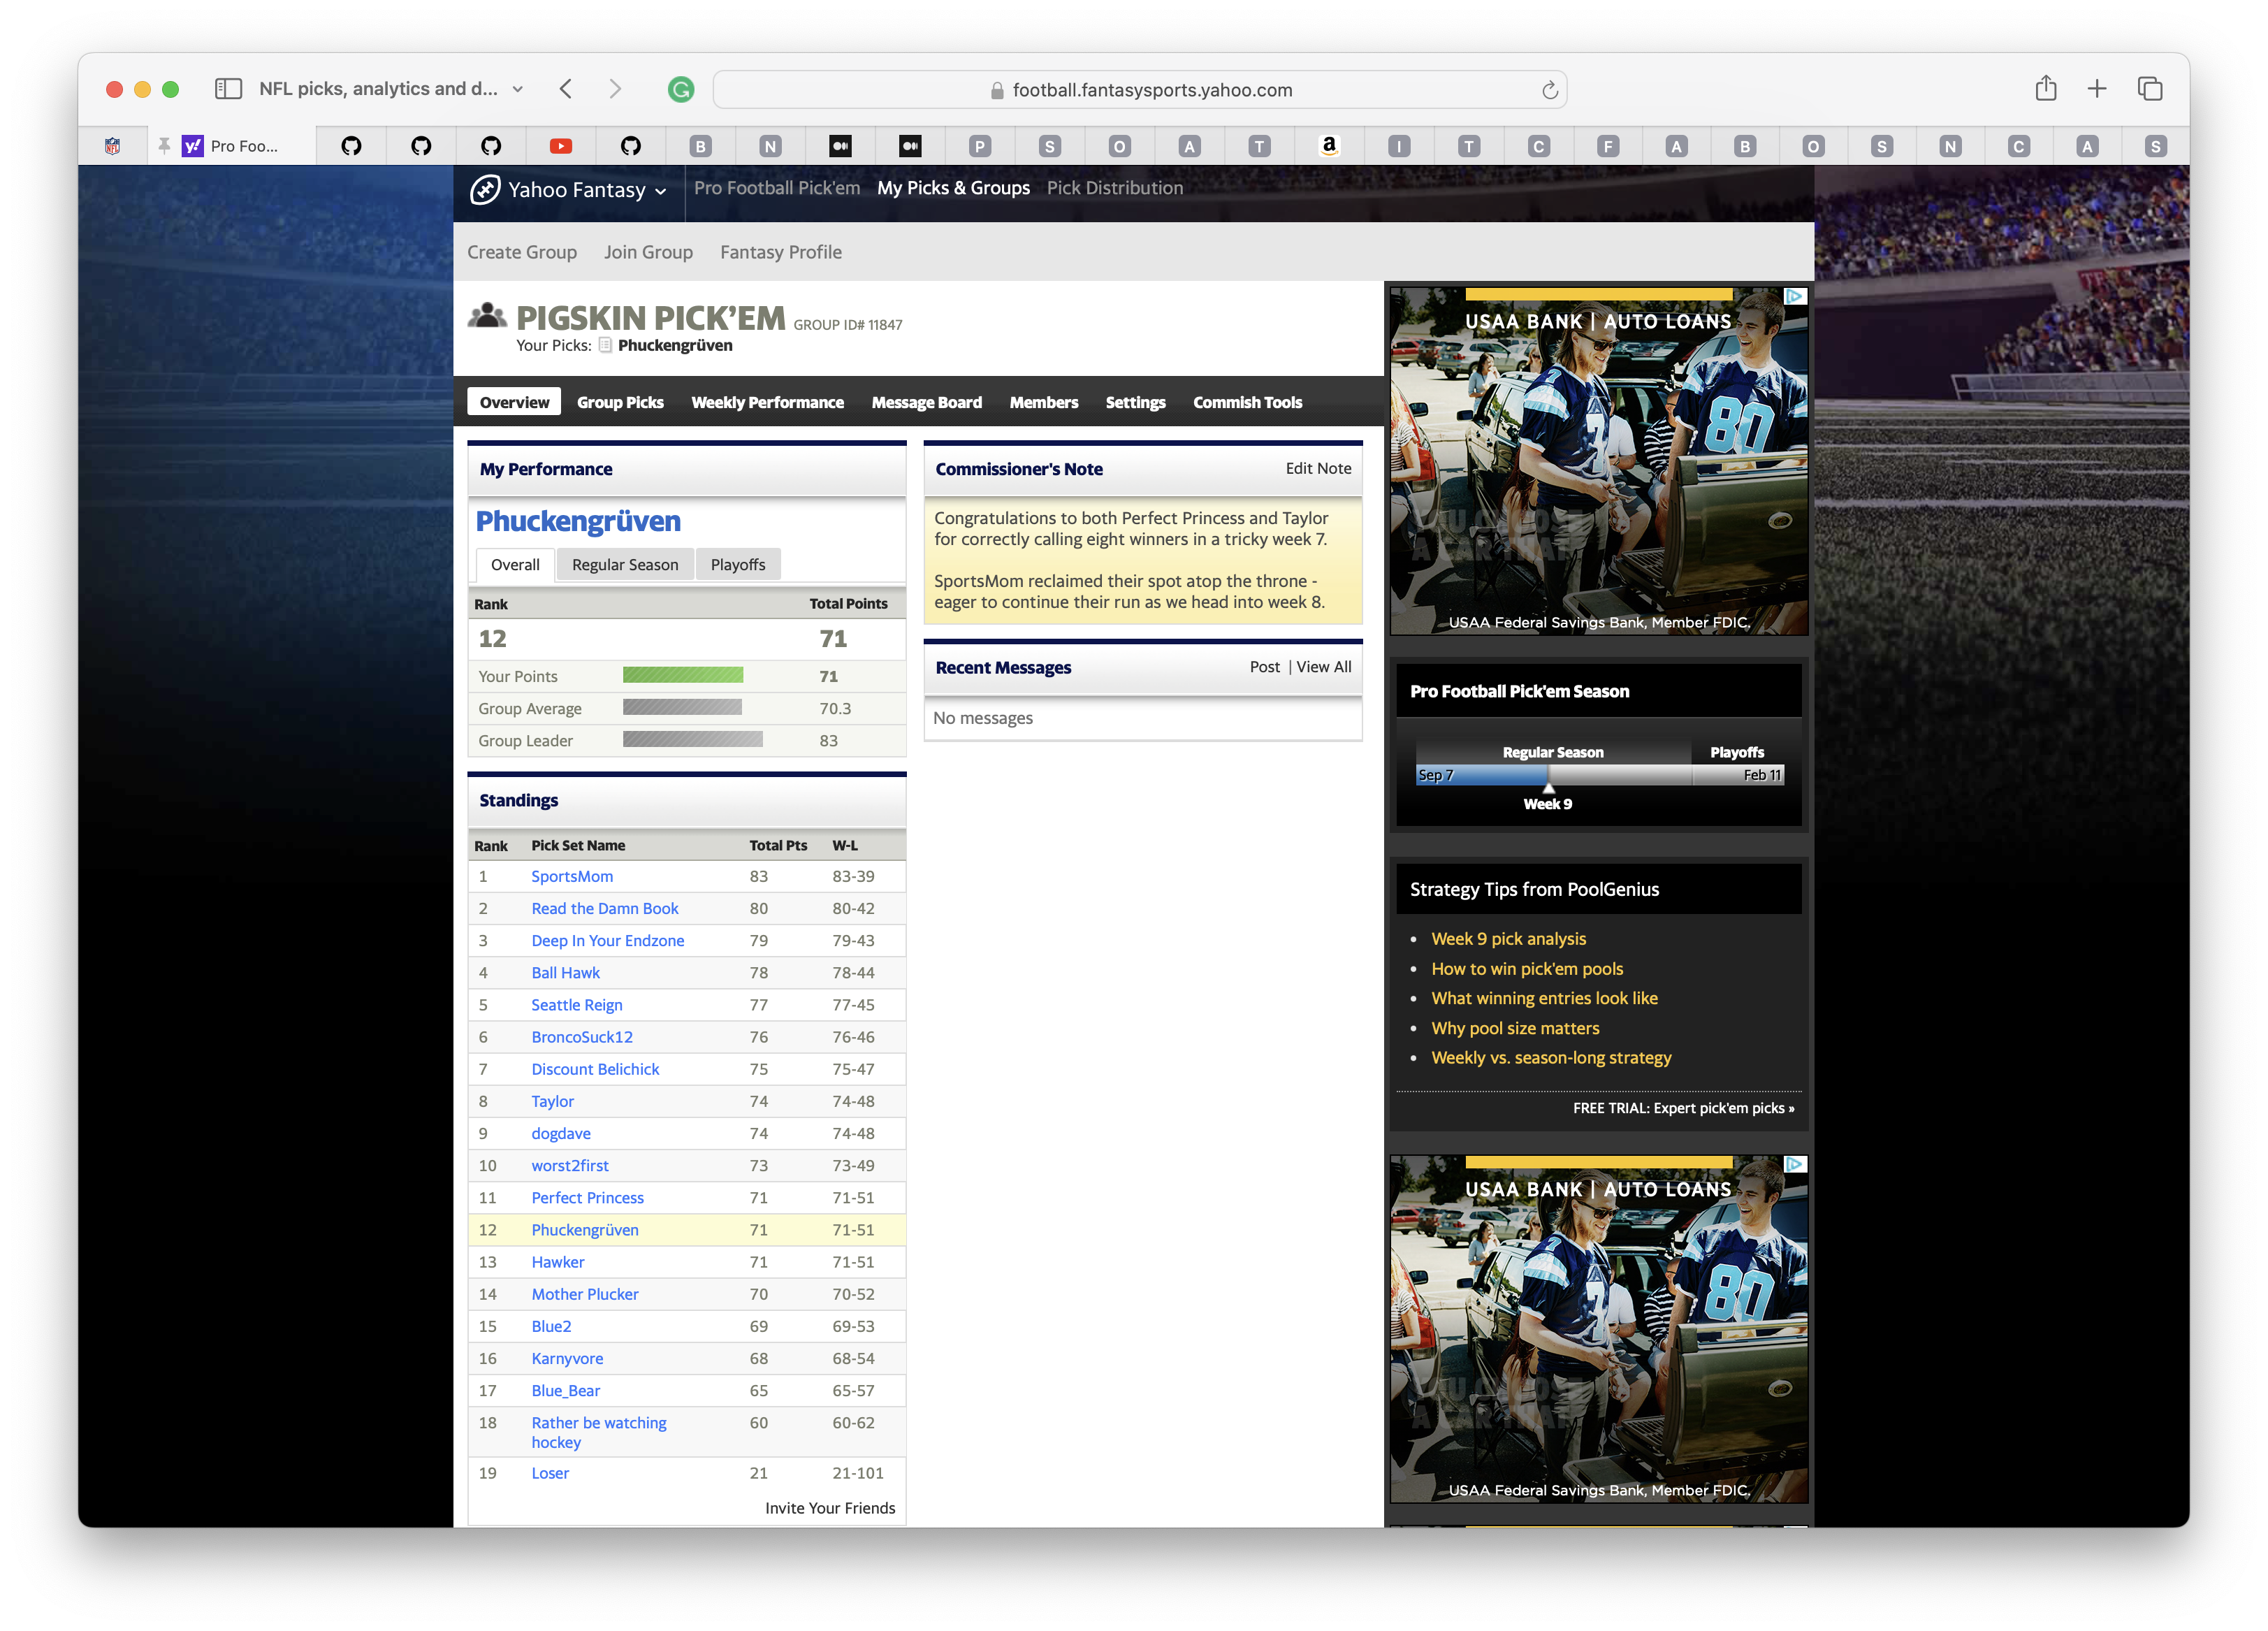 NFL picks, analytics and d...
football.fantasysports.yahoo.com
NFL
y! Pro Foo...
B N P S O A T a I T C F A B O S N C A S
Yahoo Fantasy
Pro Football Pick'em My Picks & Groups Pick Distribution
Create Group Join Group Fantasy Profile
PIGSKIN PICK'EM GROUP ID# 11847
Your Picks: Phuckengrüven
Overview Group Picks Weekly Performance Message Board Members Settings Commish Tools
My Performance
Phuckengrüven
Overall Regular Season Playoffs
Rank Total Points
12 71
Your Points 71
Group Average 70.3
Group Leader 83
Standings
Rank Pick Set Name Total Pts W-L
1 SportsMom 83 83-39
2 Read the Damn Book 80 80-42
3 Deep In Your Endzone 79 79-43
4 Ball Hawk 78 78-44
5 Seattle Reign 77 77-45
6 BroncoSuck12 76 76-46
7 Discount Belichick 75 75-47
8 Taylor 74 74-48
9 dogdave 74 74-48
10 worst2first 73 73-49
11 Perfect Princess 71 71-51
12 Phuckengrüven 71 71-51
13 Hawker 71 71-51
14 Mother Plucker 70 70-52
15 Blue2 69 69-53
16 Karnyvore 68 68-54
17 Blue_Bear 65 65-57
18 Rather be watching 60 60-62
hockey
19 Loser 21 21-101
Invite Your Friends
Commissioner's Note Edit Note
Congratulations to both Perfect Princess and Taylor
for correctly calling eight winners in a tricky week 7.
SportsMom reclaimed their spot atop the throne -
eager to continue their run as we head into week 8.
Recent Messages Post | View All
No messages
USAA BANK | AUTO LOANS
7
80
USAA Federal Savings Bank, Member FDIC.
Pro Football Pick'em Season
Regular Season Playoffs
Sep 7 Feb 11
Week 9
Strategy Tips from PoolGenius
• Week 9 pick analysis
• How to win pick'em pools
• What winning entries look like
• Why pool size matters
• Weekly vs. season-long strategy
FREE TRIAL: Expert pick'em picks »
USAA BANK | AUTO LOANS
7
80
USAA Federal Savings Bank, Member FDIC.